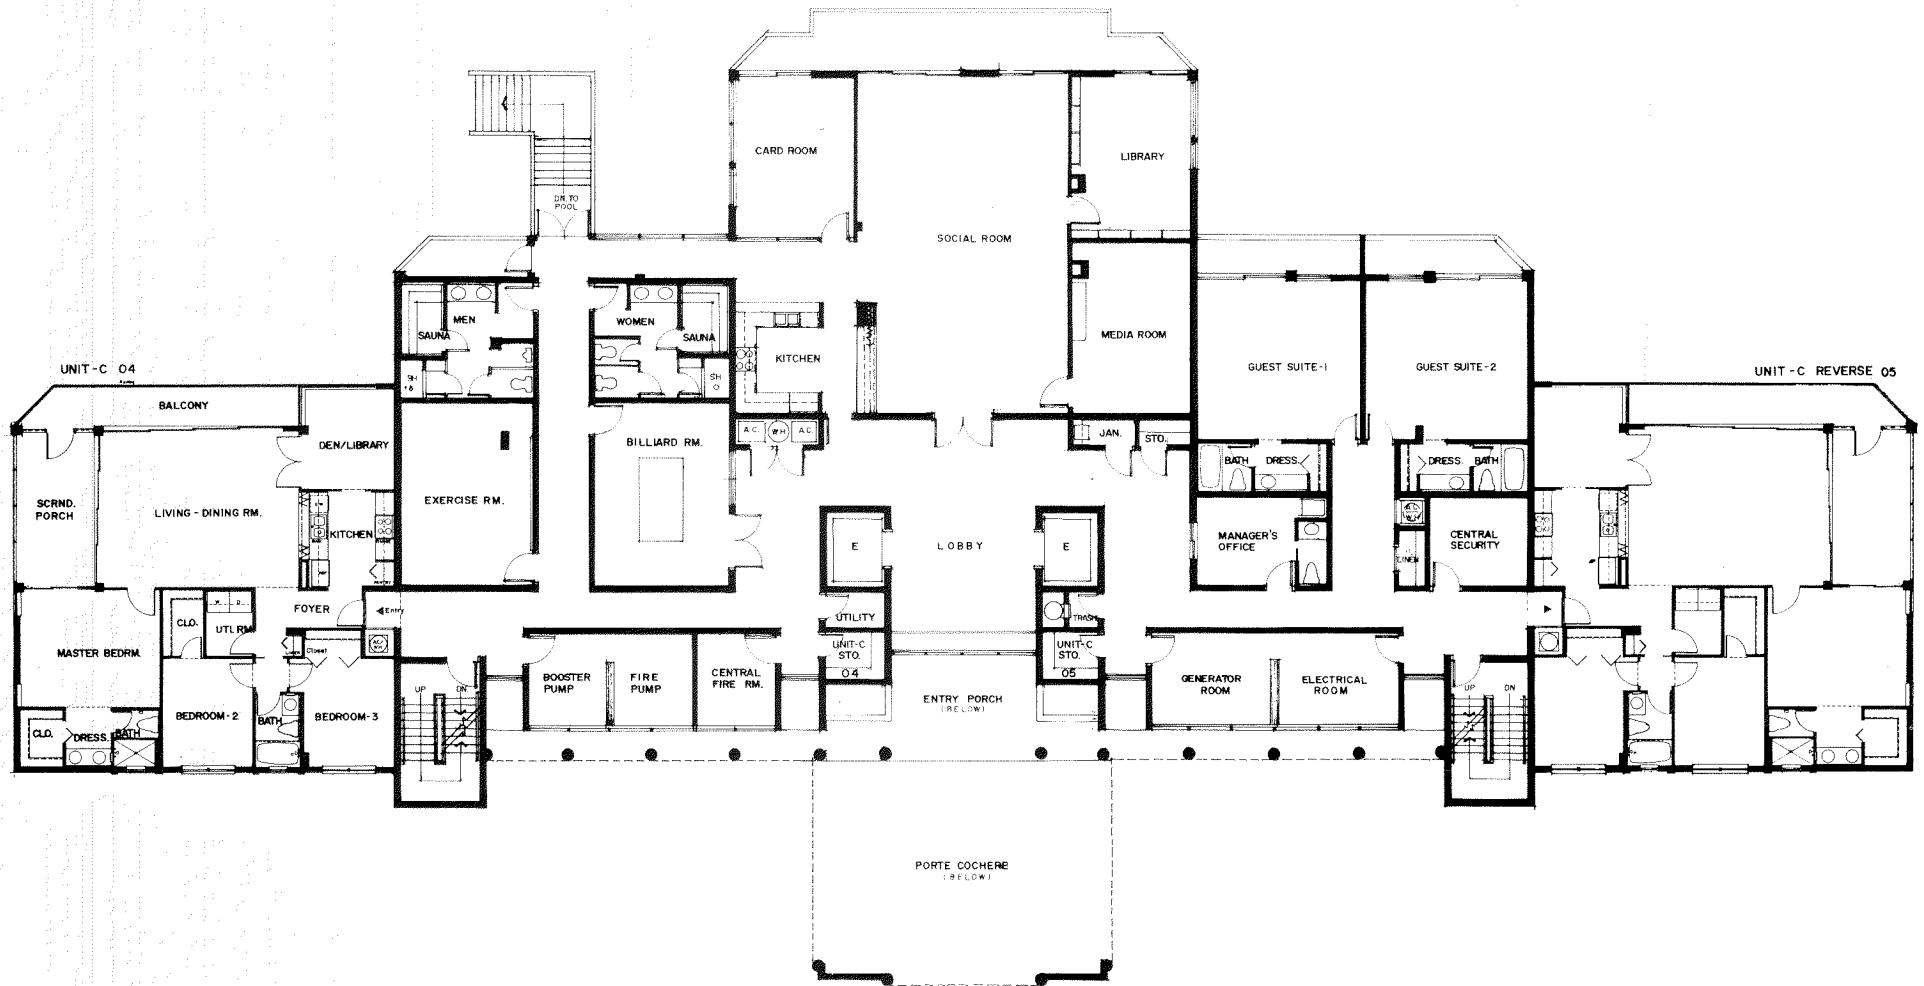 DN. TO
POOL
CARD ROOM
LIBRARY
SOCIAL ROOM
MEN
SAUNA
WOMEN
SAUNA
KITCHEN
MEDIA ROOM
GUEST SUITE-1
GUEST SUITE-2
UNIT-C 04
UNIT-C REVERSE 05
BALCONY
DEN/LIBRARY
SH
SH
BILLIARD RM.
A.C.
WH
A.C.
JAN.
STO.
BATH
DRESS.
DRESS.
BATH
SCRND.
PORCH
LIVING-DINING RM.
KITCHEN
EXERCISE RM.
E
LOBBY
E
MANAGER'S
OFFICE
A/C
W.H.
LINEN
CENTRAL
SECURITY
FOYER
Entry
CLO.
W
D
UTI. RM.
UTILITY
TRASH
MASTER BEDRM.
Closet
AC/
WH
UNIT-C
STO.
04
UNIT-C
STO.
05
BOOSTER
PUMP
FIRE
PUMP
CENTRAL
FIRE RM.
GENERATOR
ROOM
ELECTRICAL
ROOM
UP
DN
UP
DN
ENTRY PORCH
(BELOW)
CLO.
DRESS.
BATH
BEDROOM-2
BATH
BEDROOM-3
PORTE COCHERE
(BELOW)